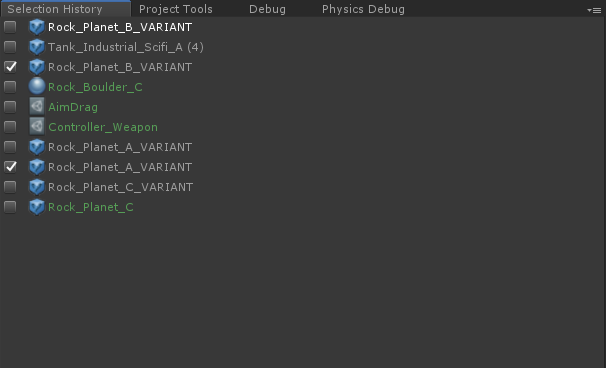 Selection History Project Tools Debug Physics Debug
Rock_Planet_B_VARIANT
Tank_Industrial_Scifi_A (4)
Rock_Planet_B_VARIANT
Rock_Boulder_C
AimDrag
Controller_Weapon
Rock_Planet_A_VARIANT
Rock_Planet_A_VARIANT
Rock_Planet_C_VARIANT
Rock_Planet_C